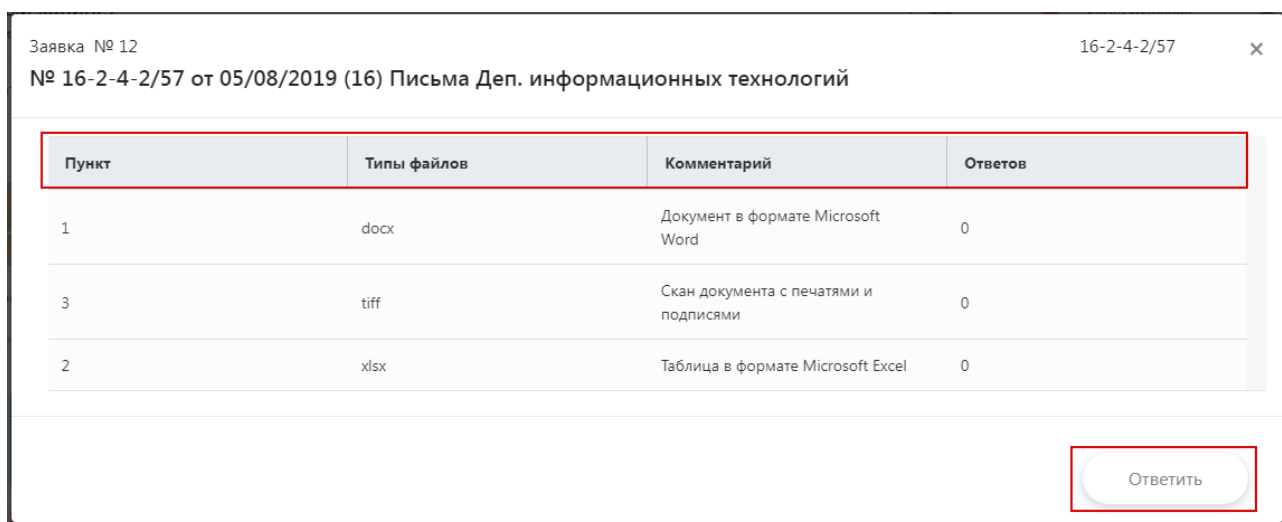 Заявка № 12
16-2-4-2/57
№ 16-2-4-2/57 от 05/08/2019 (16) Письма Деп. информационных технологий
Пункт Типы файлов Комментарий Ответов
1 docx Документ в формате Microsoft Word 0
3 tiff Скан документа с печатями и подписями 0
2 xlsx Таблица в формате Microsoft Excel 0
Ответить